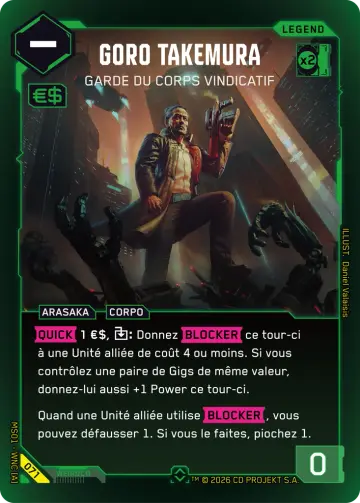 LEGEND
GORO TAKEMURA
x2
GARDE DU CORPS VINDICATIF
€$
ILLUST. Daniel Valaisis
ARASAKA CORPO
QUICK 1 €$, : Donnez BLOCKER ce tour-ci
à une Unité alliée de coût 4 ou moins. Si vous
contrôlez une paire de Gigs de même valeur,
donnez-lui aussi +1 Power ce tour-ci.
Quand une Unité alliée utilise BLOCKER, vous
pouvez défausser 1. Si vous le faites, piochez 1.
071
0
™ © 2026 CD PROJEKT S.A.